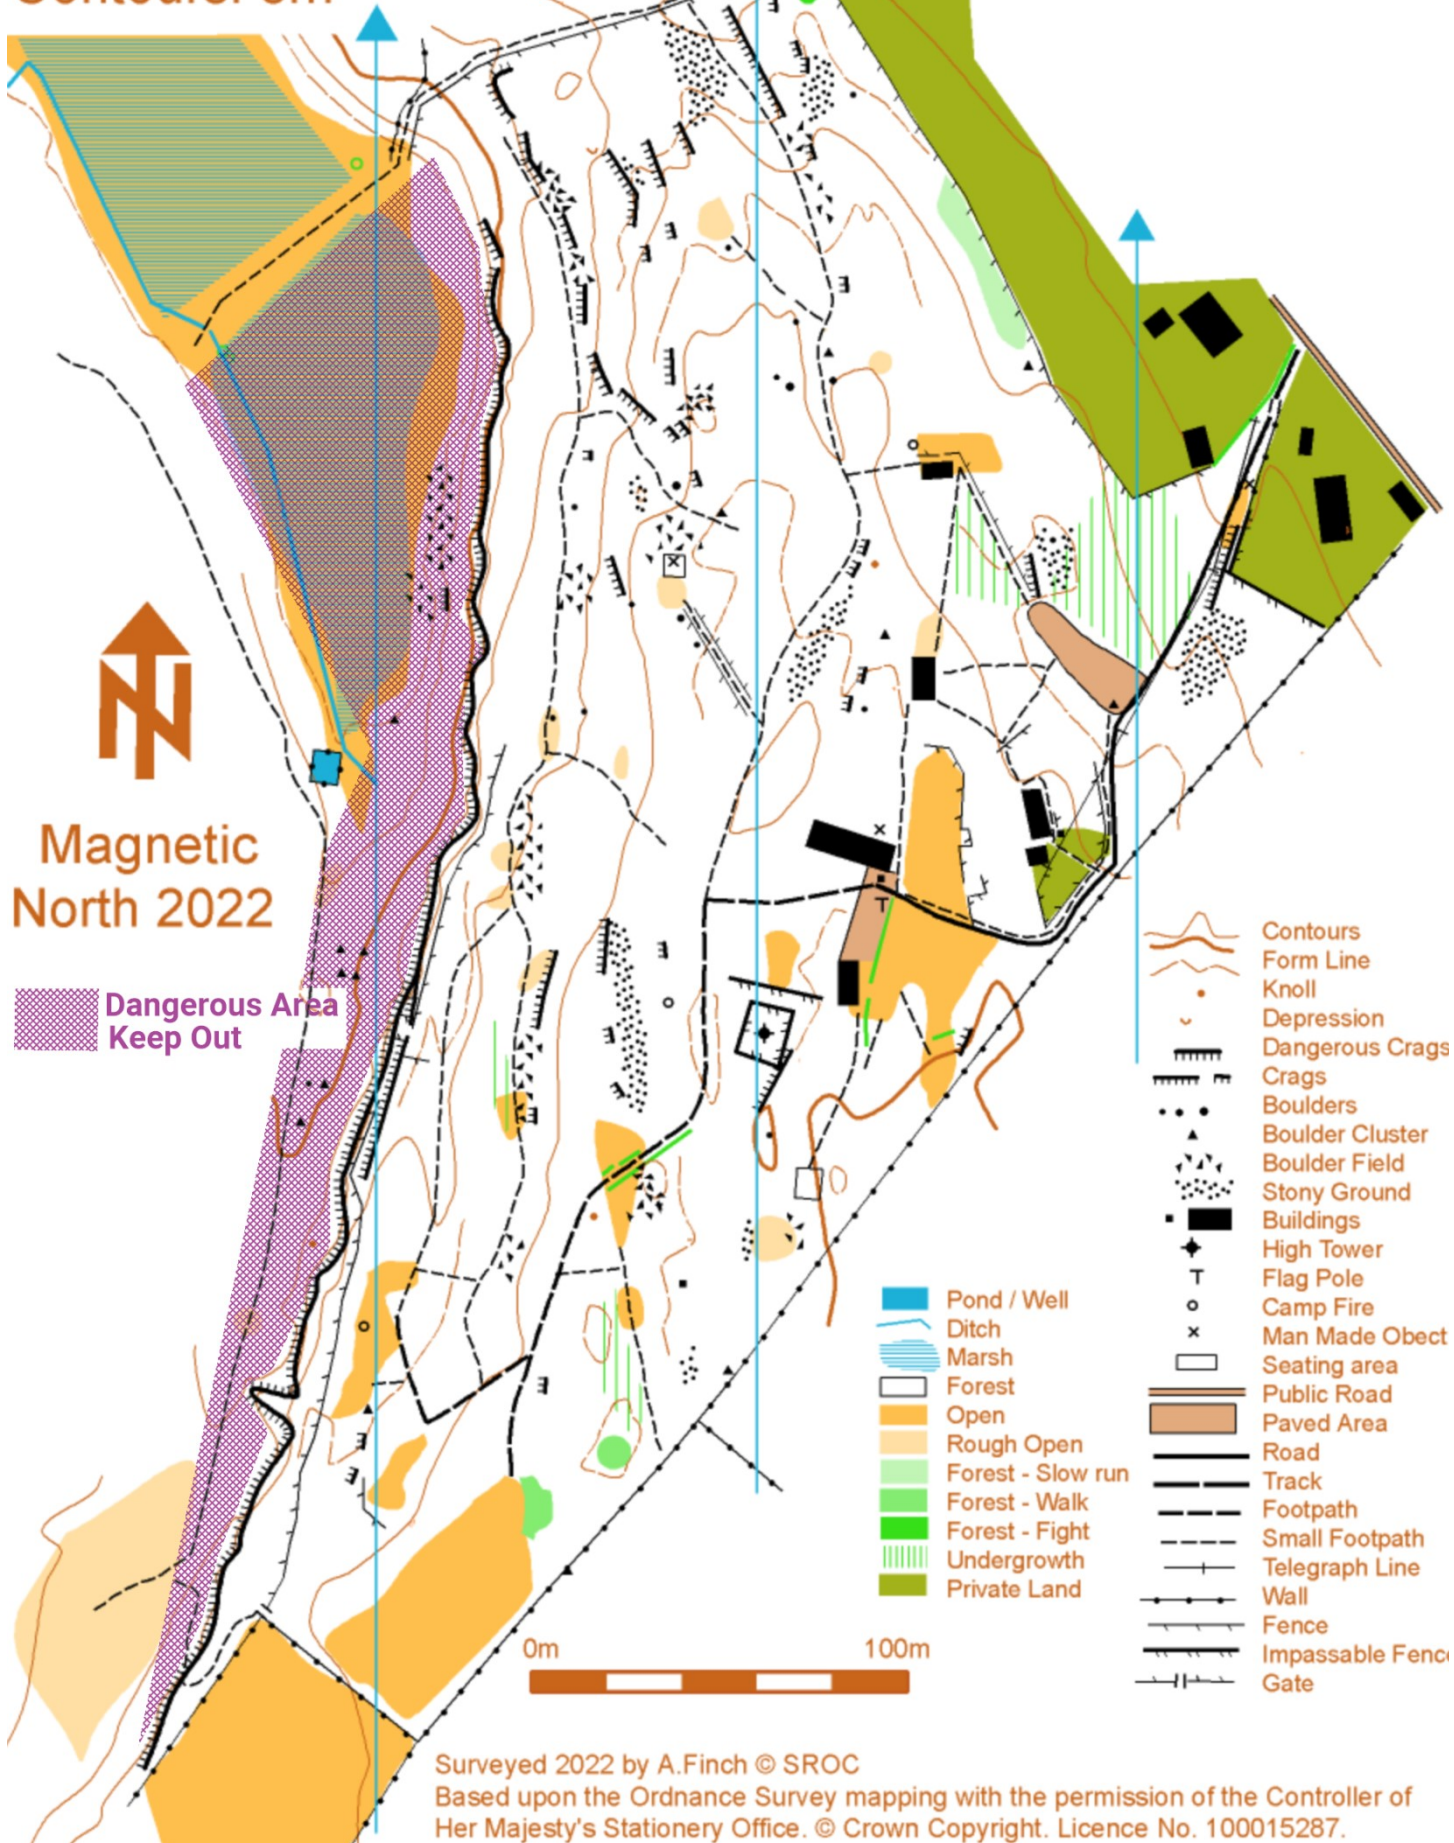 Contours: 5m
Magnetic
North 2022
Dangerous Area
Keep Out
Contours
Form Line
Knoll
Depression
Dangerous Crags
Crags
Boulders
Boulder Cluster
Boulder Field
Stony Ground
Buildings
High Tower
Flag Pole
Camp Fire
Man Made Obect
Seating area
Public Road
Paved Area
Road
Track
Footpath
Small Footpath
Telegraph Line
Wall
Fence
Impassable Fence
Gate
Pond / Well
Ditch
Marsh
Forest
Open
Rough Open
Forest - Slow run
Forest - Walk
Forest - Fight
Undergrowth
Private Land
0m 100m
Surveyed 2022 by A.Finch © SROC
Based upon the Ordnance Survey mapping with the permission of the Controller of
Her Majesty's Stationery Office. © Crown Copyright. Licence No. 100015287.